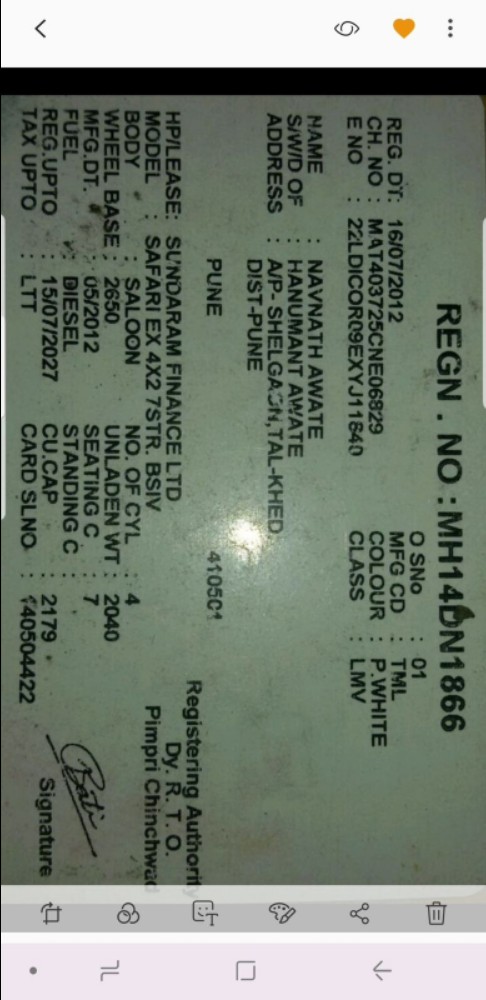 REGN . NO : MH14DN1866
O SNo : 01
REG. DT: 16/07/2012 MFG CD : TML
CH. NO : MAT403725CNE06829 COLOUR : P.WHITE
E NO : 22LDICOR09EXYJ11640 CLASS : LMV
NAME : NAVNATH AWATE
S/W/D OF : HANUMANT AWATE
ADDRESS : A/P- SHELGAON,TAL-KHED
DIST-PUNE
PUNE 410501
HP/LEASE: SUNDARAM FINANCE LTD
MODEL : SAFARI EX 4X2 7STR. BSIV
BODY : SALOON NO. OF CYL : 4
WHEEL BASE : 2650 UNLADEN WT : 2040
MFG.DT. : 05/2012 SEATING C : 7
FUEL : DIESEL STANDING C :
REG.UPTO : 15/07/2027 CU.CAP : 2179
TAX UPTO : LTT CARD SLNO : 140504422
Registering Authority
Dy. R. T. O.
Pimpri Chinchwad
Signature